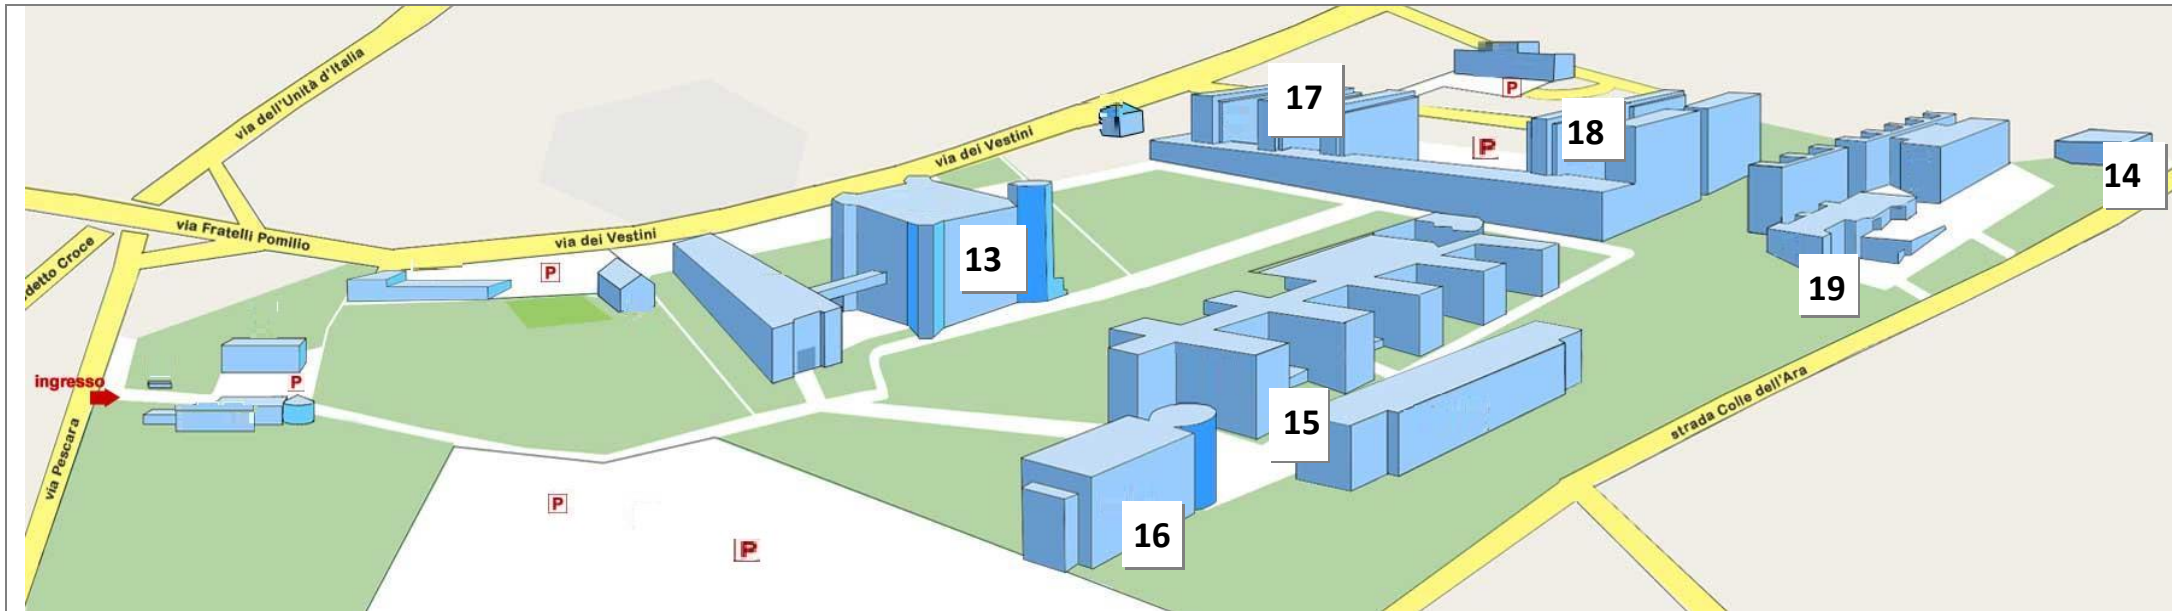 via dell'Unità d'Italia
17
P
18
via dei Vestini
P
14
via Fratelli Pomilio
via dei Vestini
detto Croce
13
P
19
ingresso
P
strada Colle dell'Ara
15
via Pescara
P
16
P